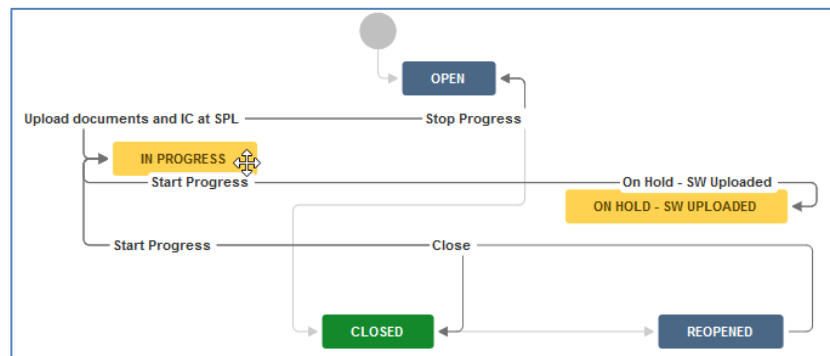 OPEN
Upload documents and IC at SPL
Stop Progress
IN PROGRESS
Start Progress
On Hold - SW Uploaded
ON HOLD - SW UPLOADED
Start Progress
Close
CLOSED
REOPENED